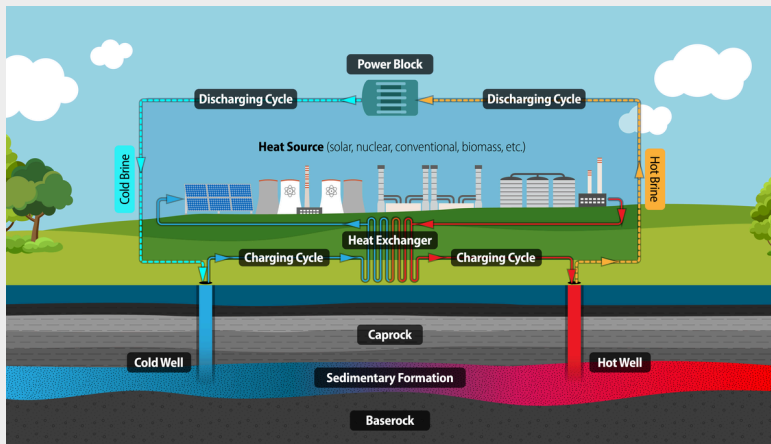 Power Block
Discharging Cycle
Discharging Cycle
Heat Source (solar, nuclear, conventional, biomass, etc.)
Cold Brine
Hot Brine
Heat Exchanger
Charging Cycle
Charging Cycle
Caprock
Cold Well
Hot Well
Sedimentary Formation
Baserock